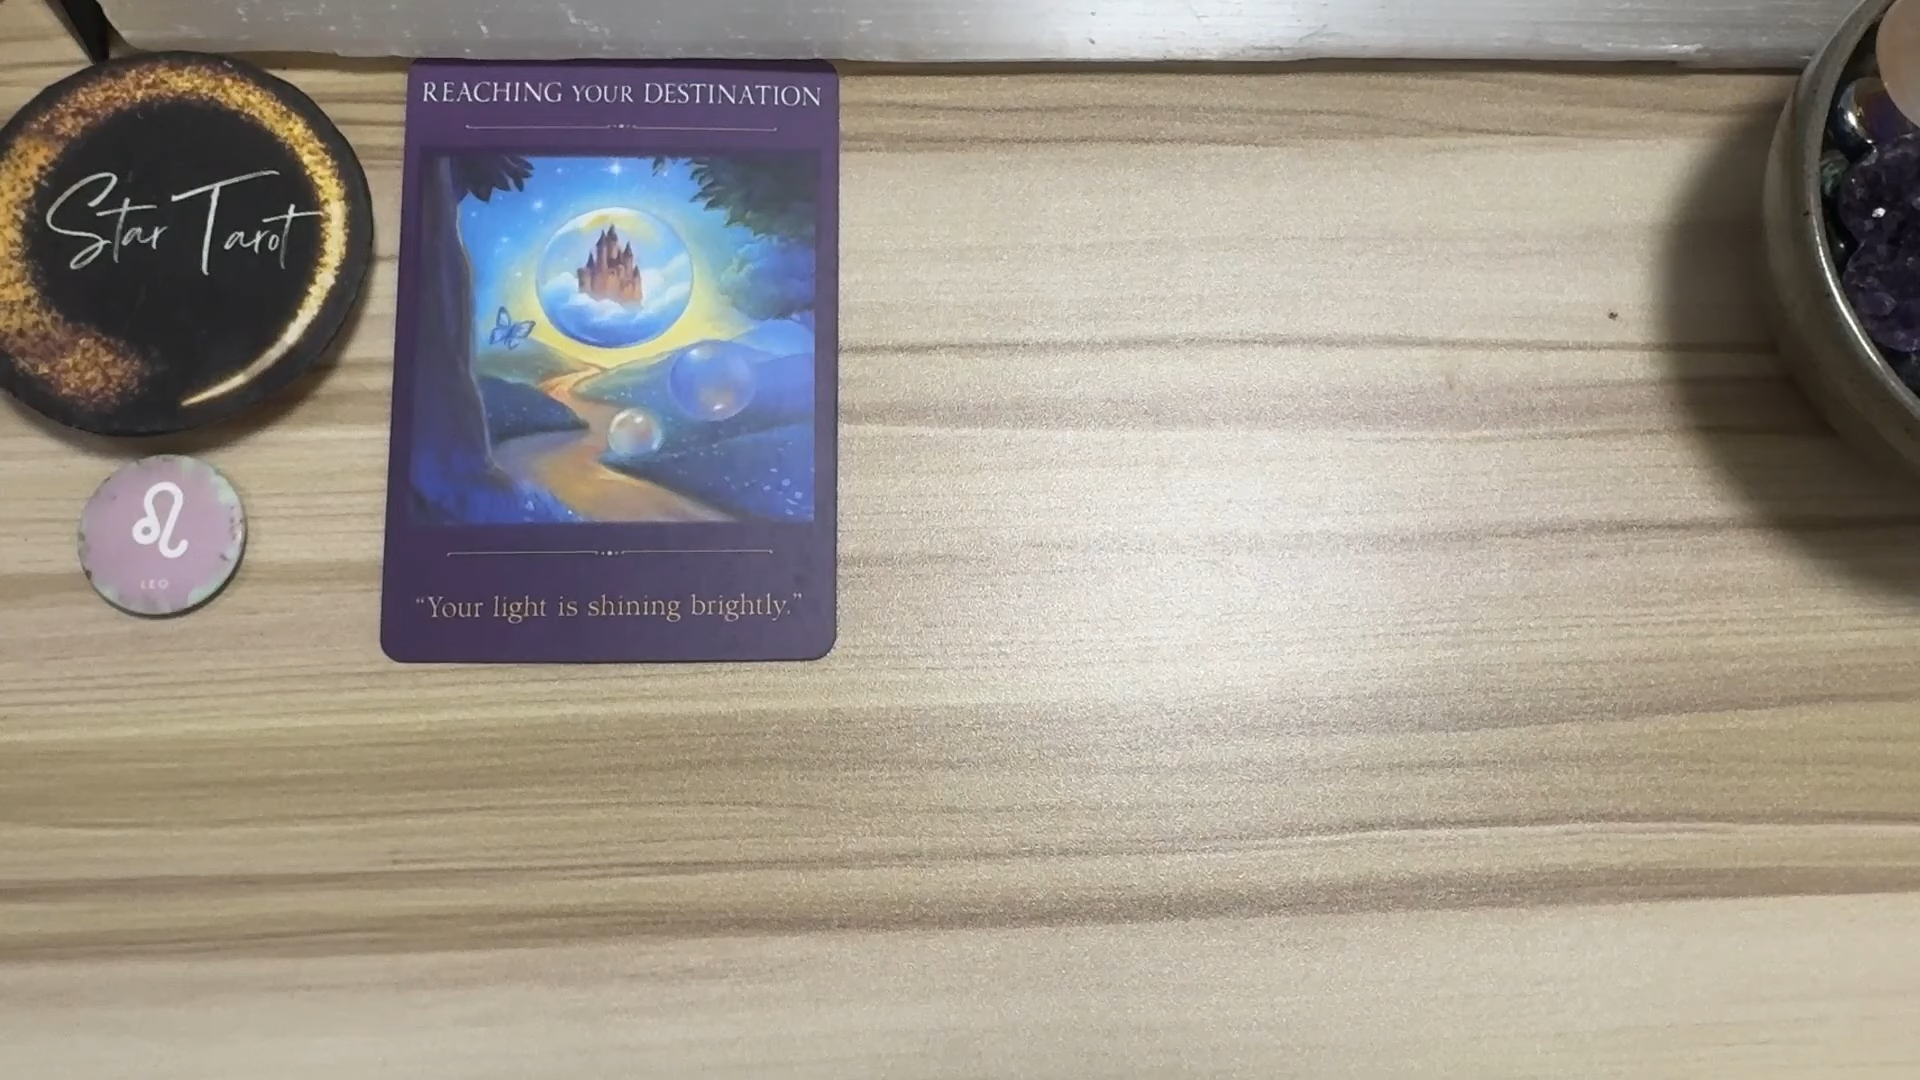 Star Tarot
REACHING YOUR DESTINATION
LEO
“Your light is shining brightly.”